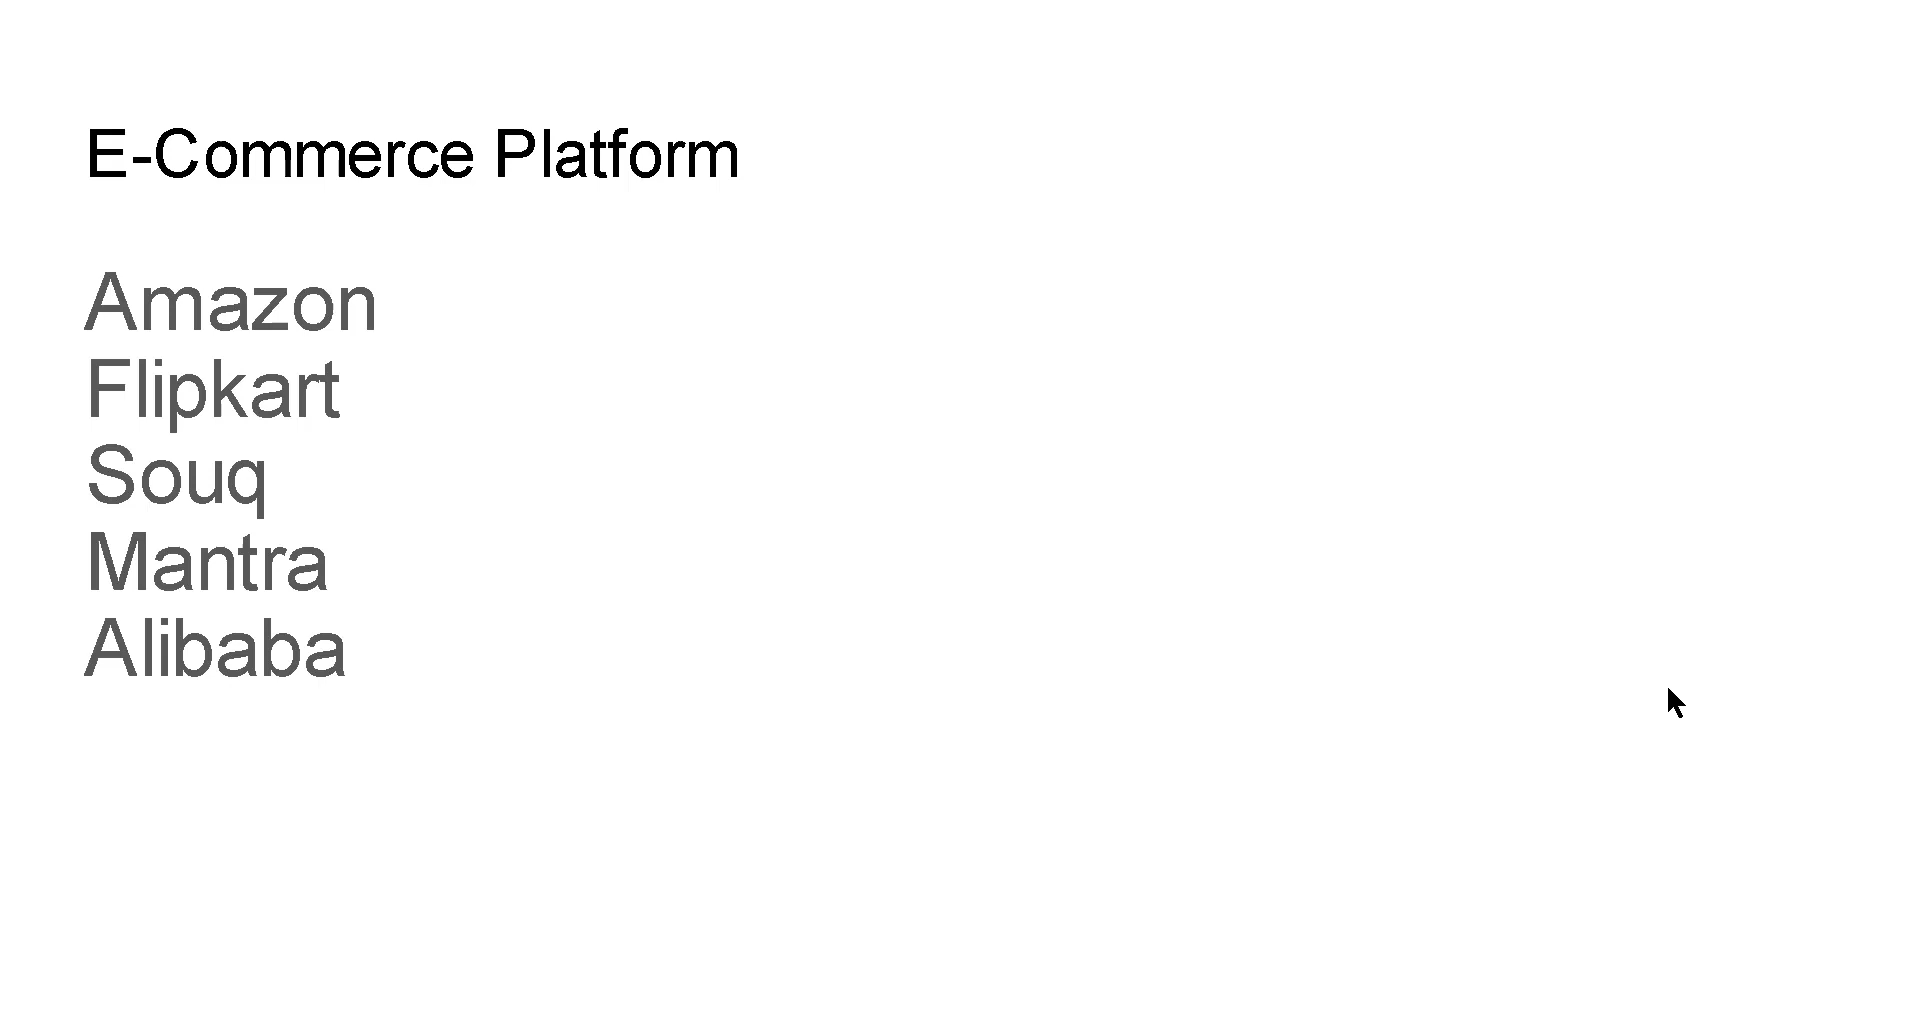 E-Commerce Platform
Amazon
Flipkart
Souq
Mantra
Alibaba